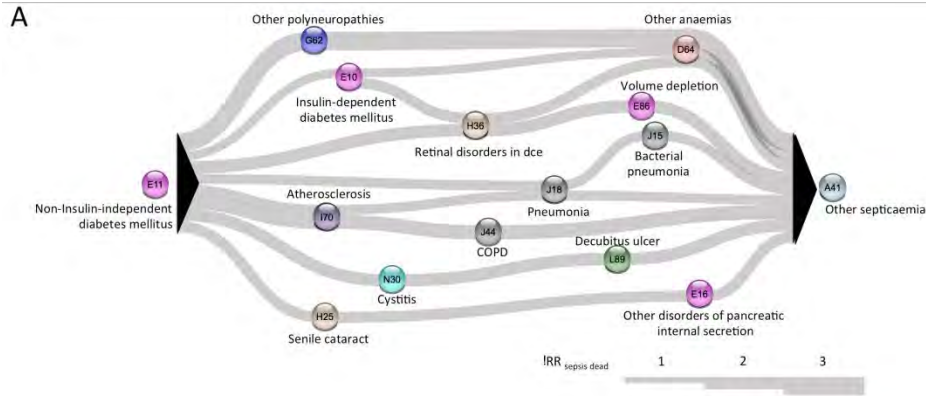 A
Other polyneuropathies
Other anaemias
G62
D64
E10
Volume depletion
Insulin-dependent
diabetes mellitus
E86
H36
J15
Retinal disorders in dce
Bacterial
pneumonia
E11
Atherosclerosis
J18
A41
Non-Insulin-independent
diabetes mellitus
Pneumonia
Other septicaemia
I70
J44
COPD
Decubitus ulcer
L89
N30
Cystitis
E16
H25
Other disorders of pancreatic
internal secretion
Senile cataract
!RR sepsis dead 1 2 3